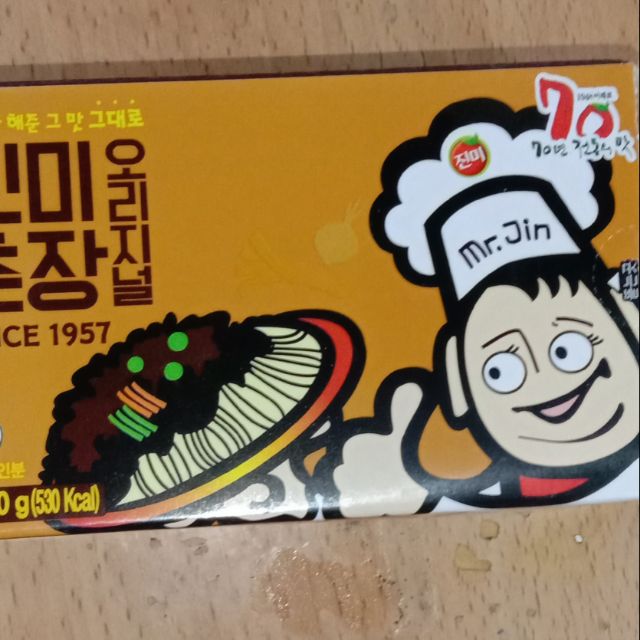 해준 그 맛 그대로
진미
춘장
오리지널
SINCE 1957
진미
mr.Jin
70
70년 전통의 맛
인분
0 g (530 Kcal)